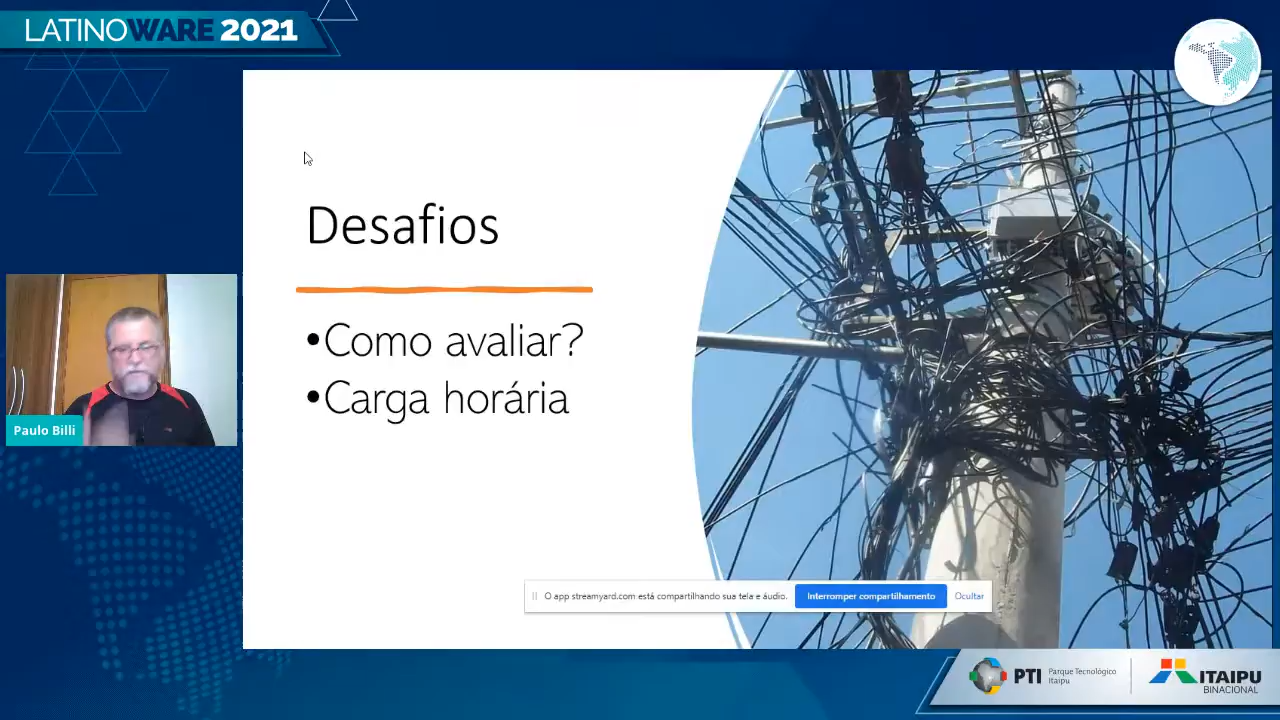 LATINOWARE 2021
Desafios
•Como avaliar?
•Carga horária
Paulo Billi
O app streamyard.com está compartilhando sua tela e áudio.
Interromper compartilhamento
Ocultar
PTI
Parque Tecnológico
Itaipu
ITAIPU
BINACIONAL